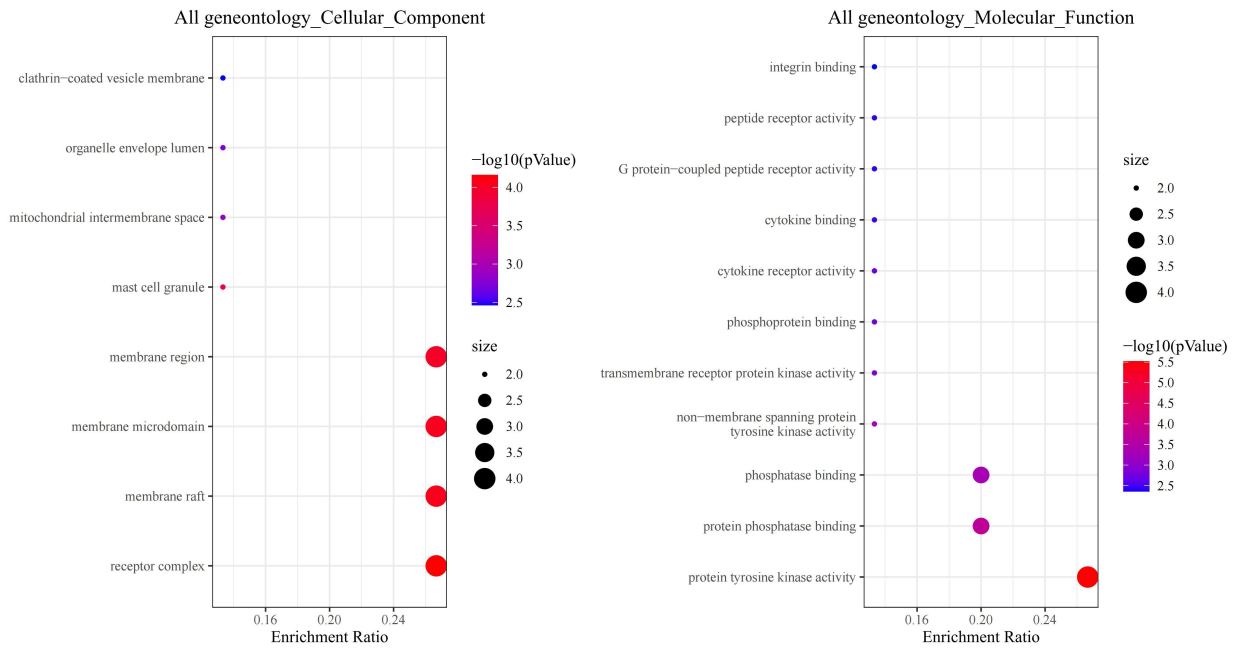 All geneontology_Cellular_Component
clathrin−coated vesicle membrane
organelle envelope lumen
mitochondrial intermembrane space
mast cell granule
membrane region
membrane microdomain
membrane raft
receptor complex
0.16
0.20
0.24
Enrichment Ratio
−log10(pValue)
4.0
3.5
3.0
2.5
size
2.0
2.5
3.0
3.5
4.0
All geneontology_Molecular_Function
integrin binding
peptide receptor activity
G protein−coupled peptide receptor activity
cytokine binding
cytokine receptor activity
phosphoprotein binding
transmembrane receptor protein kinase activity
non−membrane spanning protein
tyrosine kinase activity
phosphatase binding
protein phosphatase binding
protein tyrosine kinase activity
0.16
0.20
0.24
Enrichment Ratio
size
2.0
2.5
3.0
3.5
4.0
−log10(pValue)
5.5
5.0
4.5
4.0
3.5
3.0
2.5